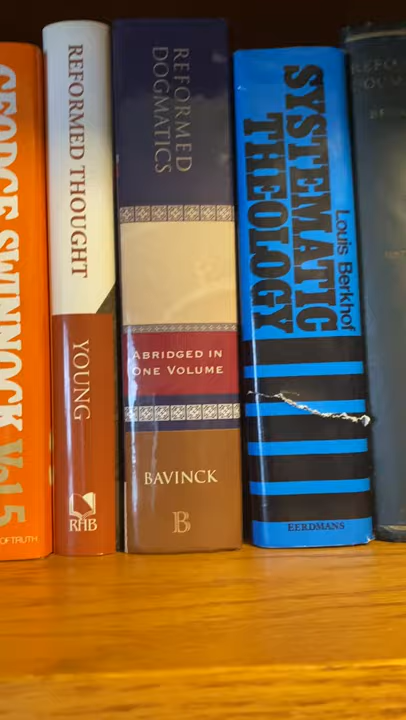 GEORGE SWINNOCK Vol 5
OF TRUTH
REFORMED THOUGHT
YOUNG
RHB
REFORMED
DOGMATICS
ABRIDGED IN
ONE VOLUME
BAVINCK
B
SYSTEMATIC
THEOLOGY
Louis Berkhof
EERDMANS